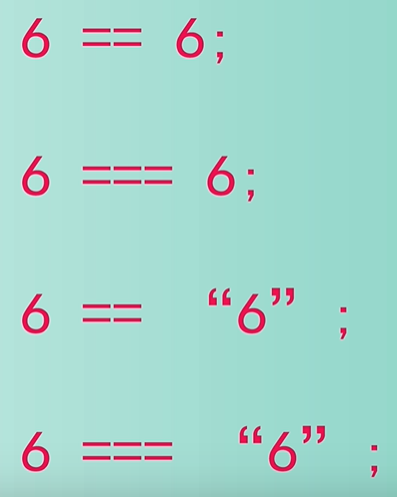 6 == 6;
6 === 6;
6 == “6” ;
6 === “6” ;